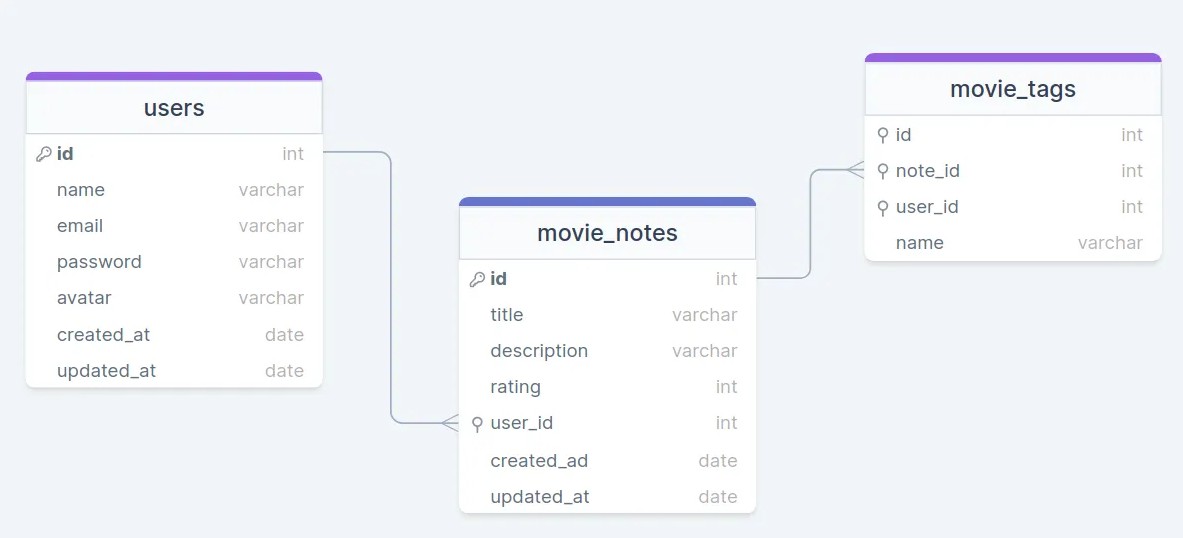 users
id int
name varchar
email varchar
password varchar
avatar varchar
created_at date
updated_at date
movie_notes
id int
title varchar
description varchar
rating int
user_id int
created_ad date
updated_at date
movie_tags
id int
note_id int
user_id int
name varchar